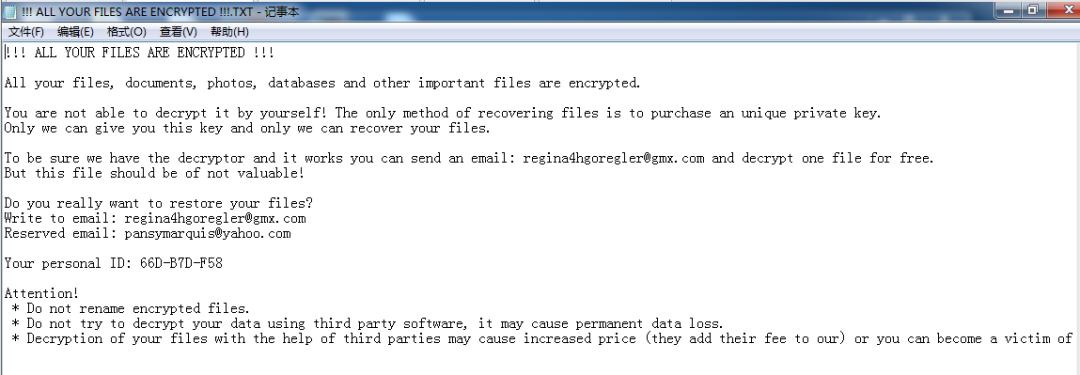 !!! ALL YOUR FILES ARE ENCRYPTED !!!.TXT - 记事本
文件(F) 编辑(E) 格式(O) 查看(V) 帮助(H)
!!! ALL YOUR FILES ARE ENCRYPTED !!!
All your files, documents, photos, databases and other important files are encrypted.
You are not able to decrypt it by yourself! The only method of recovering files is to purchase an unique private key.
Only we can give you this key and only we can recover your files.
To be sure we have the decryptor and it works you can send an email: regina4hgoregler@gmx.com and decrypt one file for free.
But this file should be of not valuable!
Do you really want to restore your files?
Write to email: regina4hgoregler@gmx.com
Reserved email: pansymarquis@yahoo.com
Your personal ID: 66D-B7D-F58
Attention!
* Do not rename encrypted files.
* Do not try to decrypt your data using third party software, it may cause permanent data loss.
* Decryption of your files with the help of third parties may cause increased price (they add their fee to our) or you can become a victim of